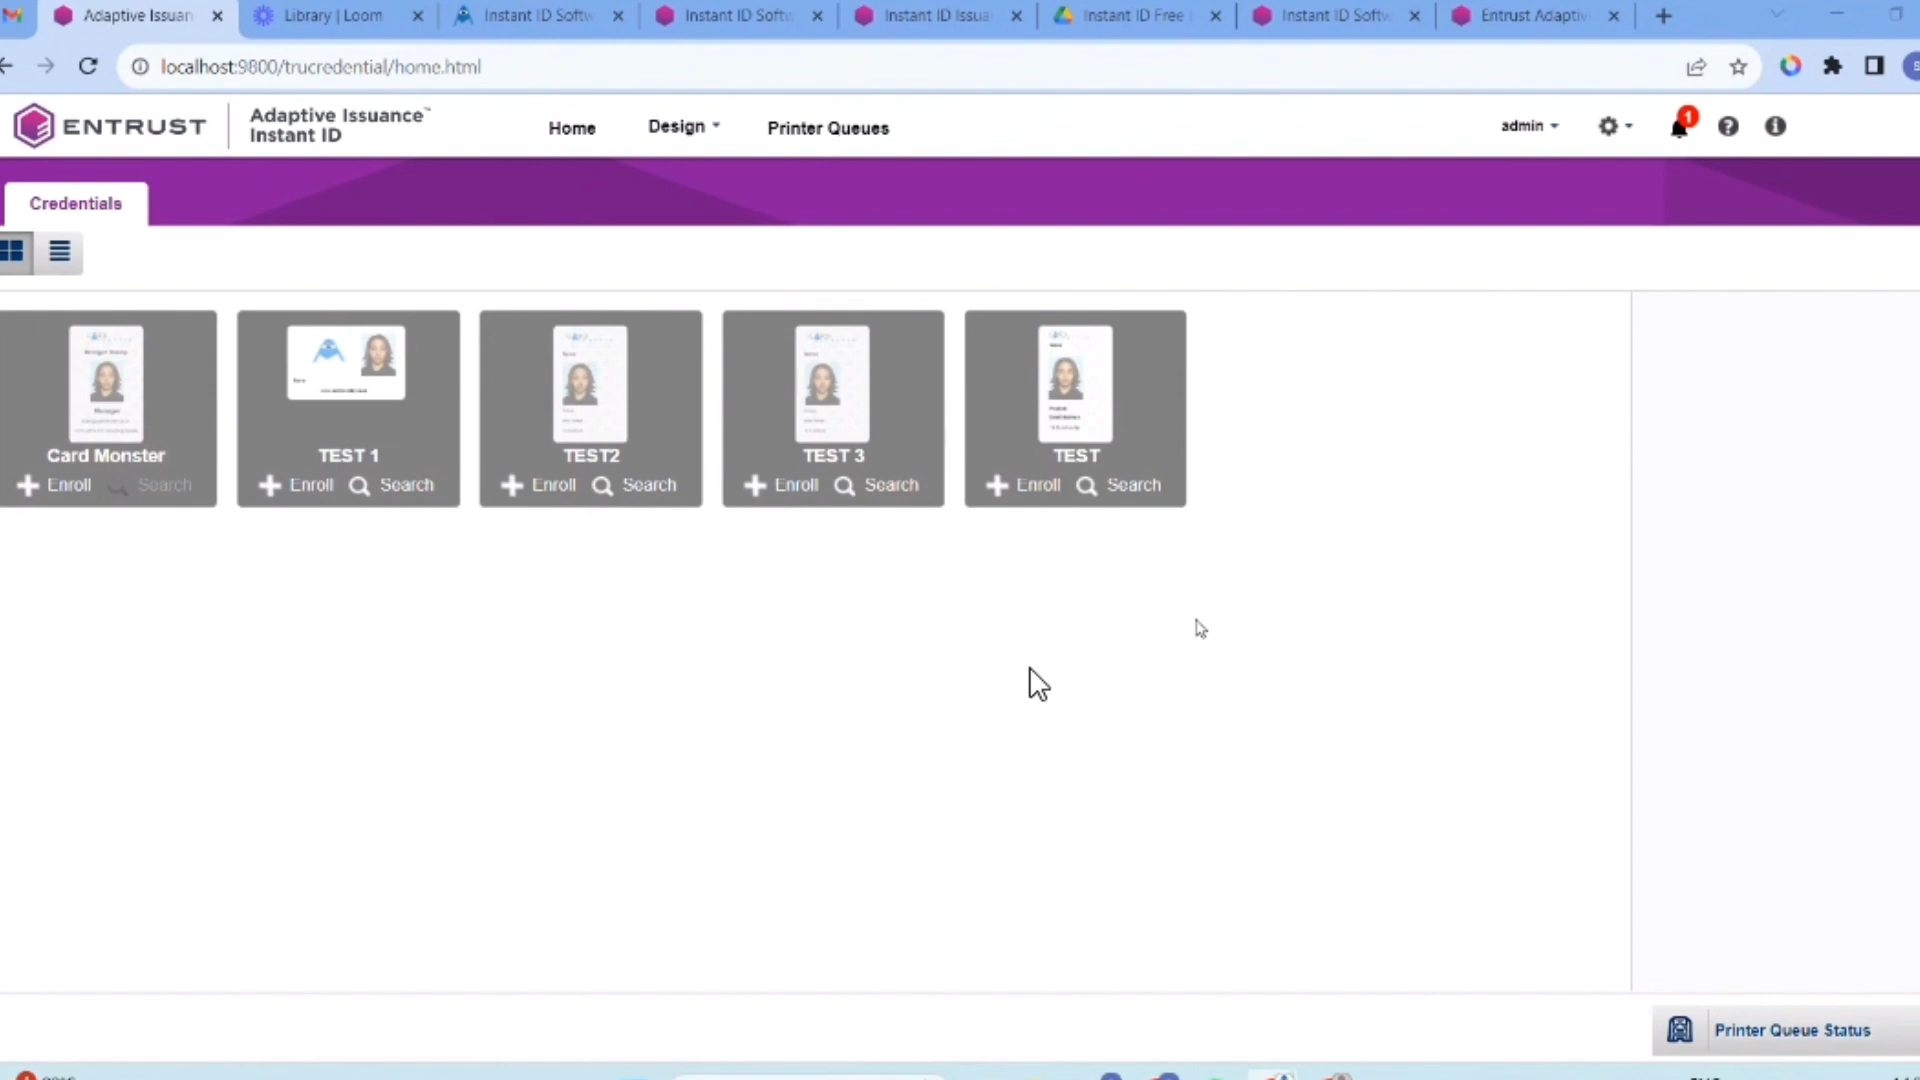 Adaptive Issuan
Library | Loom
Instant ID Softw
Instant ID Softw
Instant ID Issua
Instant ID Free
Instant ID Softw
Entrust Adaptiv
localhost:9800/trucredential/home.html
ENTRUST
Adaptive Issuance™
Instant ID
Home
Design
Printer Queues
admin
1
Credentials
Card Monster
Enroll
Search
TEST 1
Enroll
Search
TEST2
Enroll
Search
TEST 3
Enroll
Search
TEST
Enroll
Search
Printer Queue Status